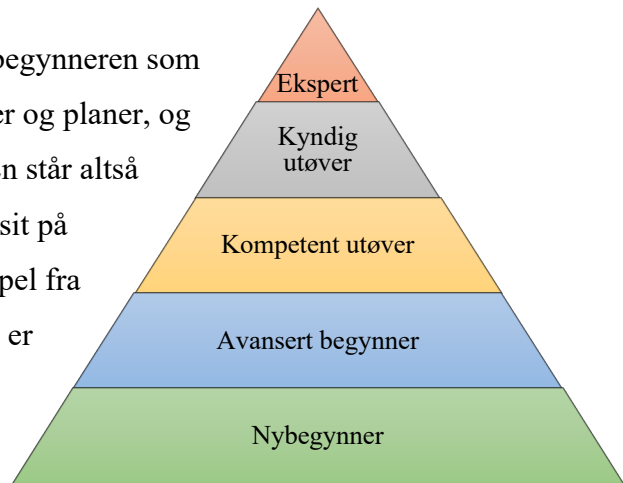 begynneren som
er og planer, og
n står altså
sit på
pel fra
er
Ekspert
Kyndig
utøver
Kompetent utøver
Avansert begynner
Nybegynner